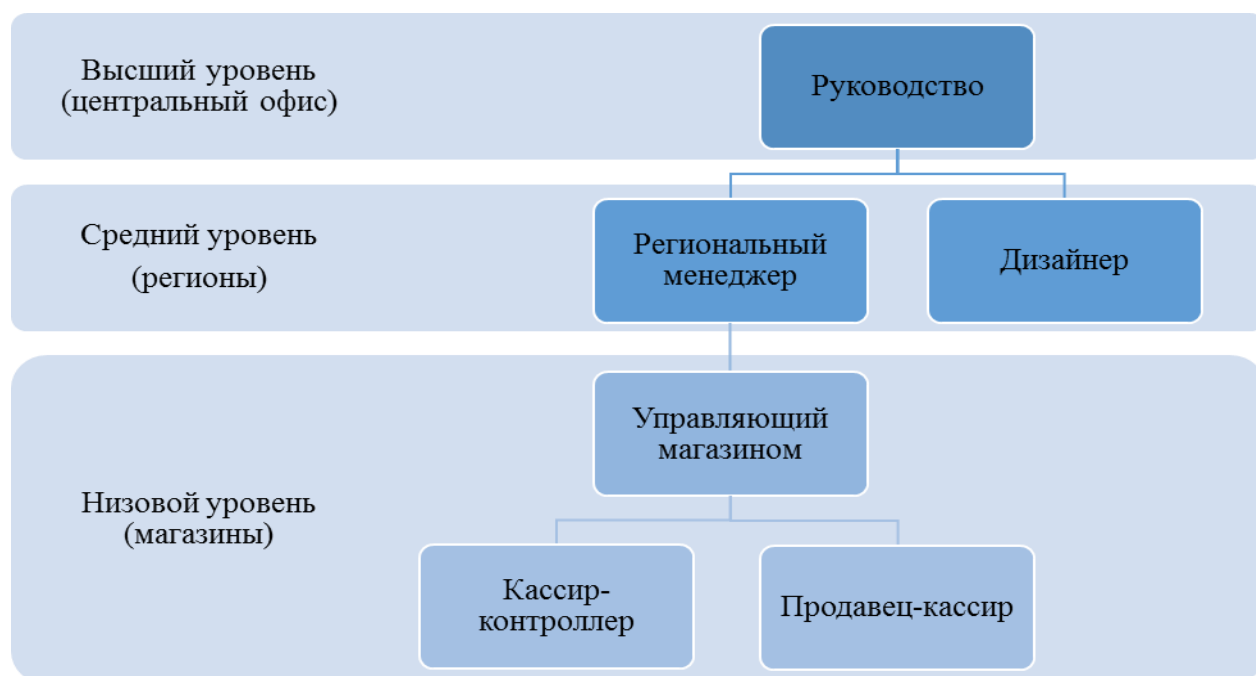 Высший уровень
(центральный офис)
Руководство
Средний уровень
(регионы)
Региональный
менеджер
Дизайнер
Управляющий
магазином
Низовой уровень
(магазины)
Кассир-
контроллер
Продавец-кассир